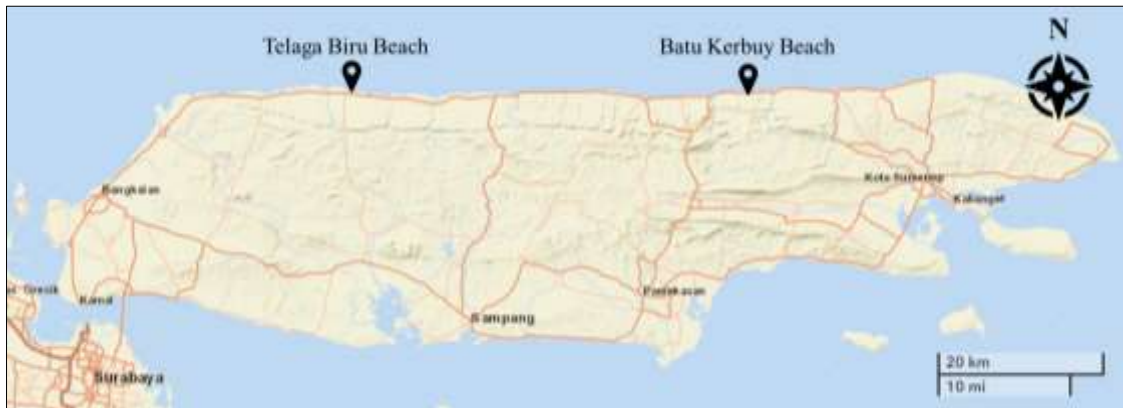 Telaga Biru Beach
Batu Kerbuy Beach
N
Bangkalan
Kota Sumenep
Kalianget
Gresik
Kamal
Pamekasan
Sampang
Surabaya
20 km
10 mi